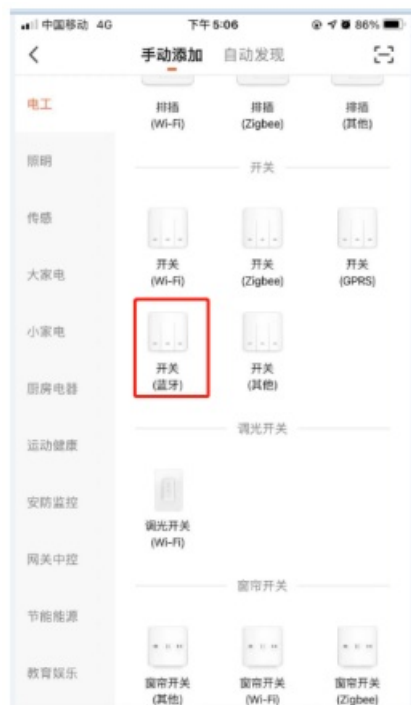 中国移动 4G 下午5:06 86%
手动添加 自动发现
电工
照明
传感
大家电
小家电
厨房电器
运动健康
安防监控
网关中控
节能能源
教育娱乐
排插 排插 排插
(Wi-Fi) (Zigbee) (其他)
开关
开关 开关 开关
(Wi-Fi) (Zigbee) (GPRS)
开关 开关
(蓝牙) (其他)
调光开关
调光开关
(Wi-Fi)
窗帘开关
窗帘开关 窗帘开关 窗帘开关
(其他) (Wi-Fi) (Zigbee)